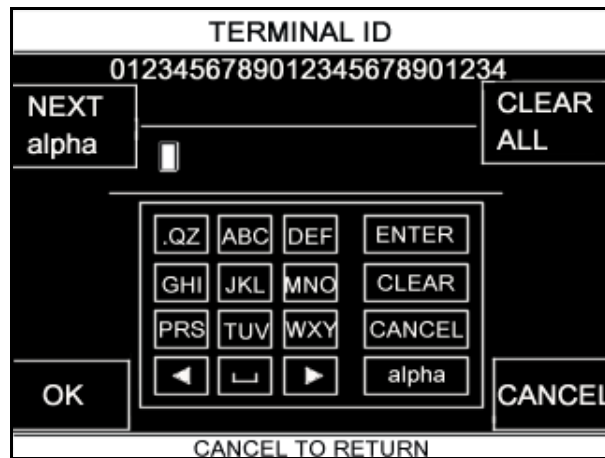 TERMINAL ID
0123456789012345678901234
NEXT
alpha
CLEAR
ALL
.QZ ABC DEF ENTER
GHI JKL MNO CLEAR
PRS TUV WXY CANCEL
alpha
OK
CANCEL
CANCEL TO RETURN